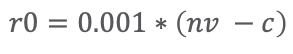 r0 = 0.001 * (nv − c)